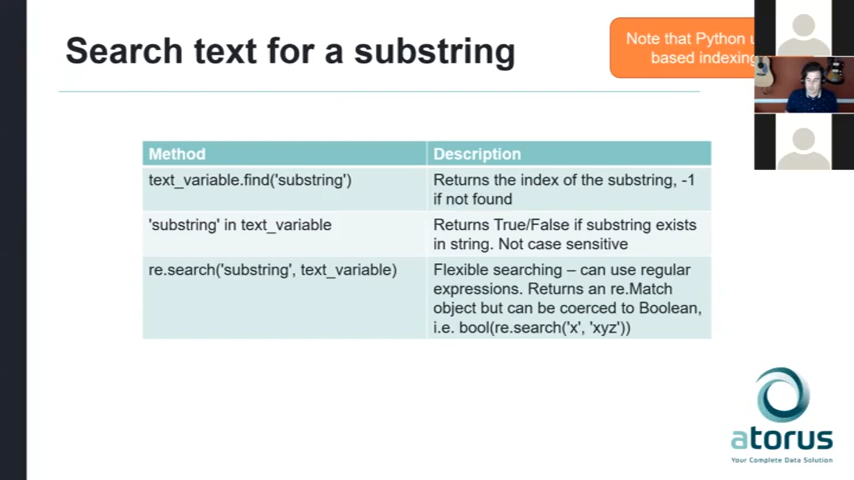 Search text for a substring
Note that Python
based indexing
Method
Description
text_variable.find('substring')
Returns the index of the substring, -1
if not found
'substring' in text_variable
Returns True/False if substring exists
in string. Not case sensitive
re.search('substring', text_variable)
Flexible searching – can use regular
expressions. Returns an re.Match
object but can be coerced to Boolean,
i.e. bool(re.search('x', 'xyz'))
atorus
Your Complete Data Solution